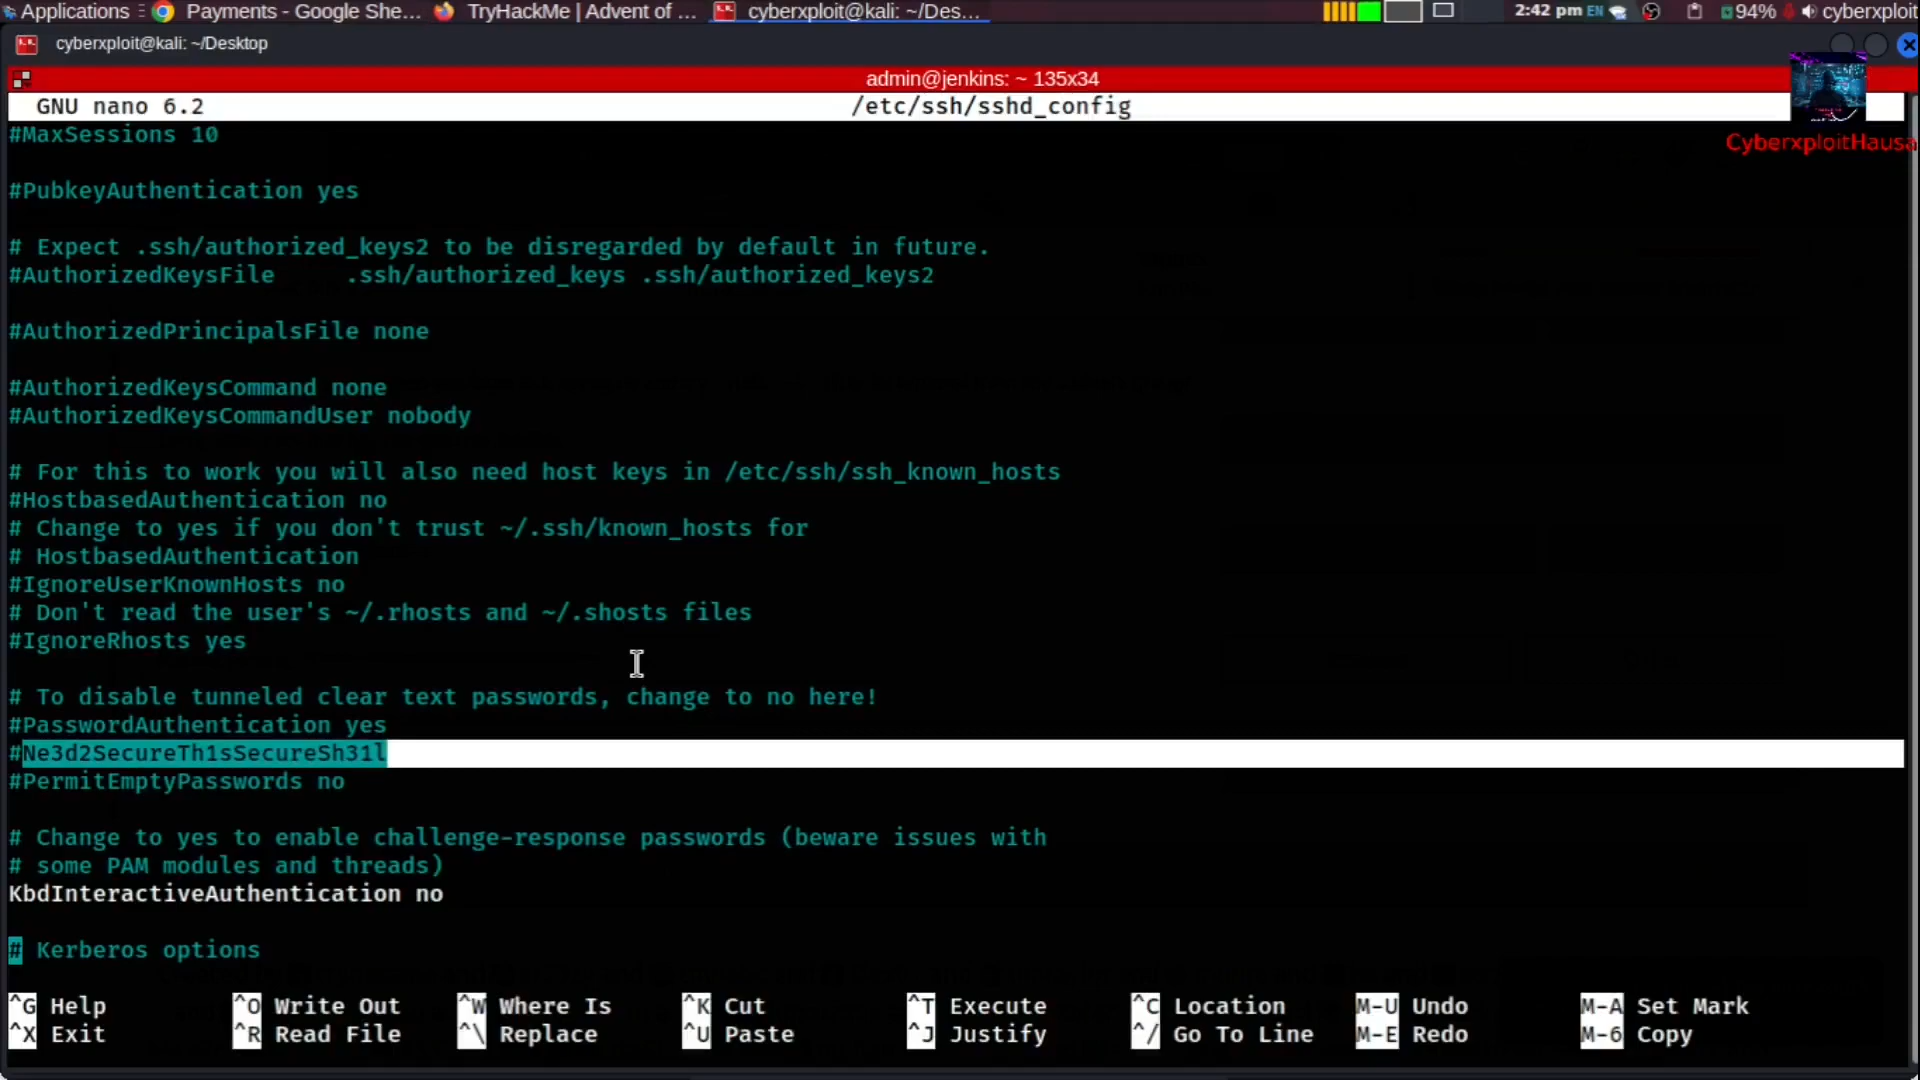 Applications
Payments - Google She...
TryHackMe | Advent of ...
cyberxploit@kali: ~/Des...
2:42 pm EN
94%
cyberxploit
cyberxploit@kali: ~/Desktop
admin@jenkins: ~ 135x34
GNU nano 6.2 /etc/ssh/sshd_config
CyberxploitHausa
#MaxSessions 10
#PubkeyAuthentication yes
# Expect .ssh/authorized_keys2 to be disregarded by default in future.
#AuthorizedKeysFile .ssh/authorized_keys .ssh/authorized_keys2
#AuthorizedPrincipalsFile none
#AuthorizedKeysCommand none
#AuthorizedKeysCommandUser nobody
# For this to work you will also need host keys in /etc/ssh/ssh_known_hosts
#HostbasedAuthentication no
# Change to yes if you don't trust ~/.ssh/known_hosts for
# HostbasedAuthentication
#IgnoreUserKnownHosts no
# Don't read the user's ~/.rhosts and ~/.shosts files
#IgnoreRhosts yes
# To disable tunneled clear text passwords, change to no here!
#PasswordAuthentication yes
#Ne3d2SecureTh1sSecureSh31l
#PermitEmptyPasswords no
# Change to yes to enable challenge-response passwords (beware issues with
# some PAM modules and threads)
KbdInteractiveAuthentication no
# Kerberos options
^G Help ^O Write Out ^W Where Is ^K Cut ^T Execute ^C Location M-U Undo M-A Set Mark
^X Exit ^R Read File ^\ Replace ^U Paste ^J Justify ^/ Go To Line M-E Redo M-6 Copy